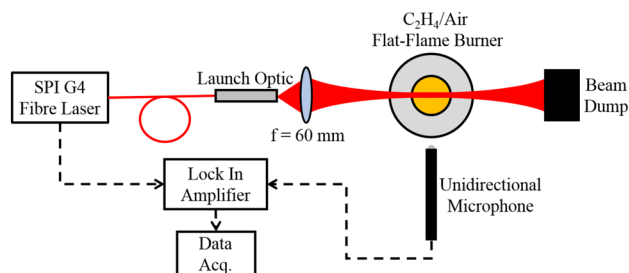 C₂H₄/Air
Flat-Flame Burner
SPI G4
Fibre Laser
Launch Optic
Beam
Dump
f = 60 mm
Lock In
Amplifier
Unidirectional
Microphone
Data
Acq.